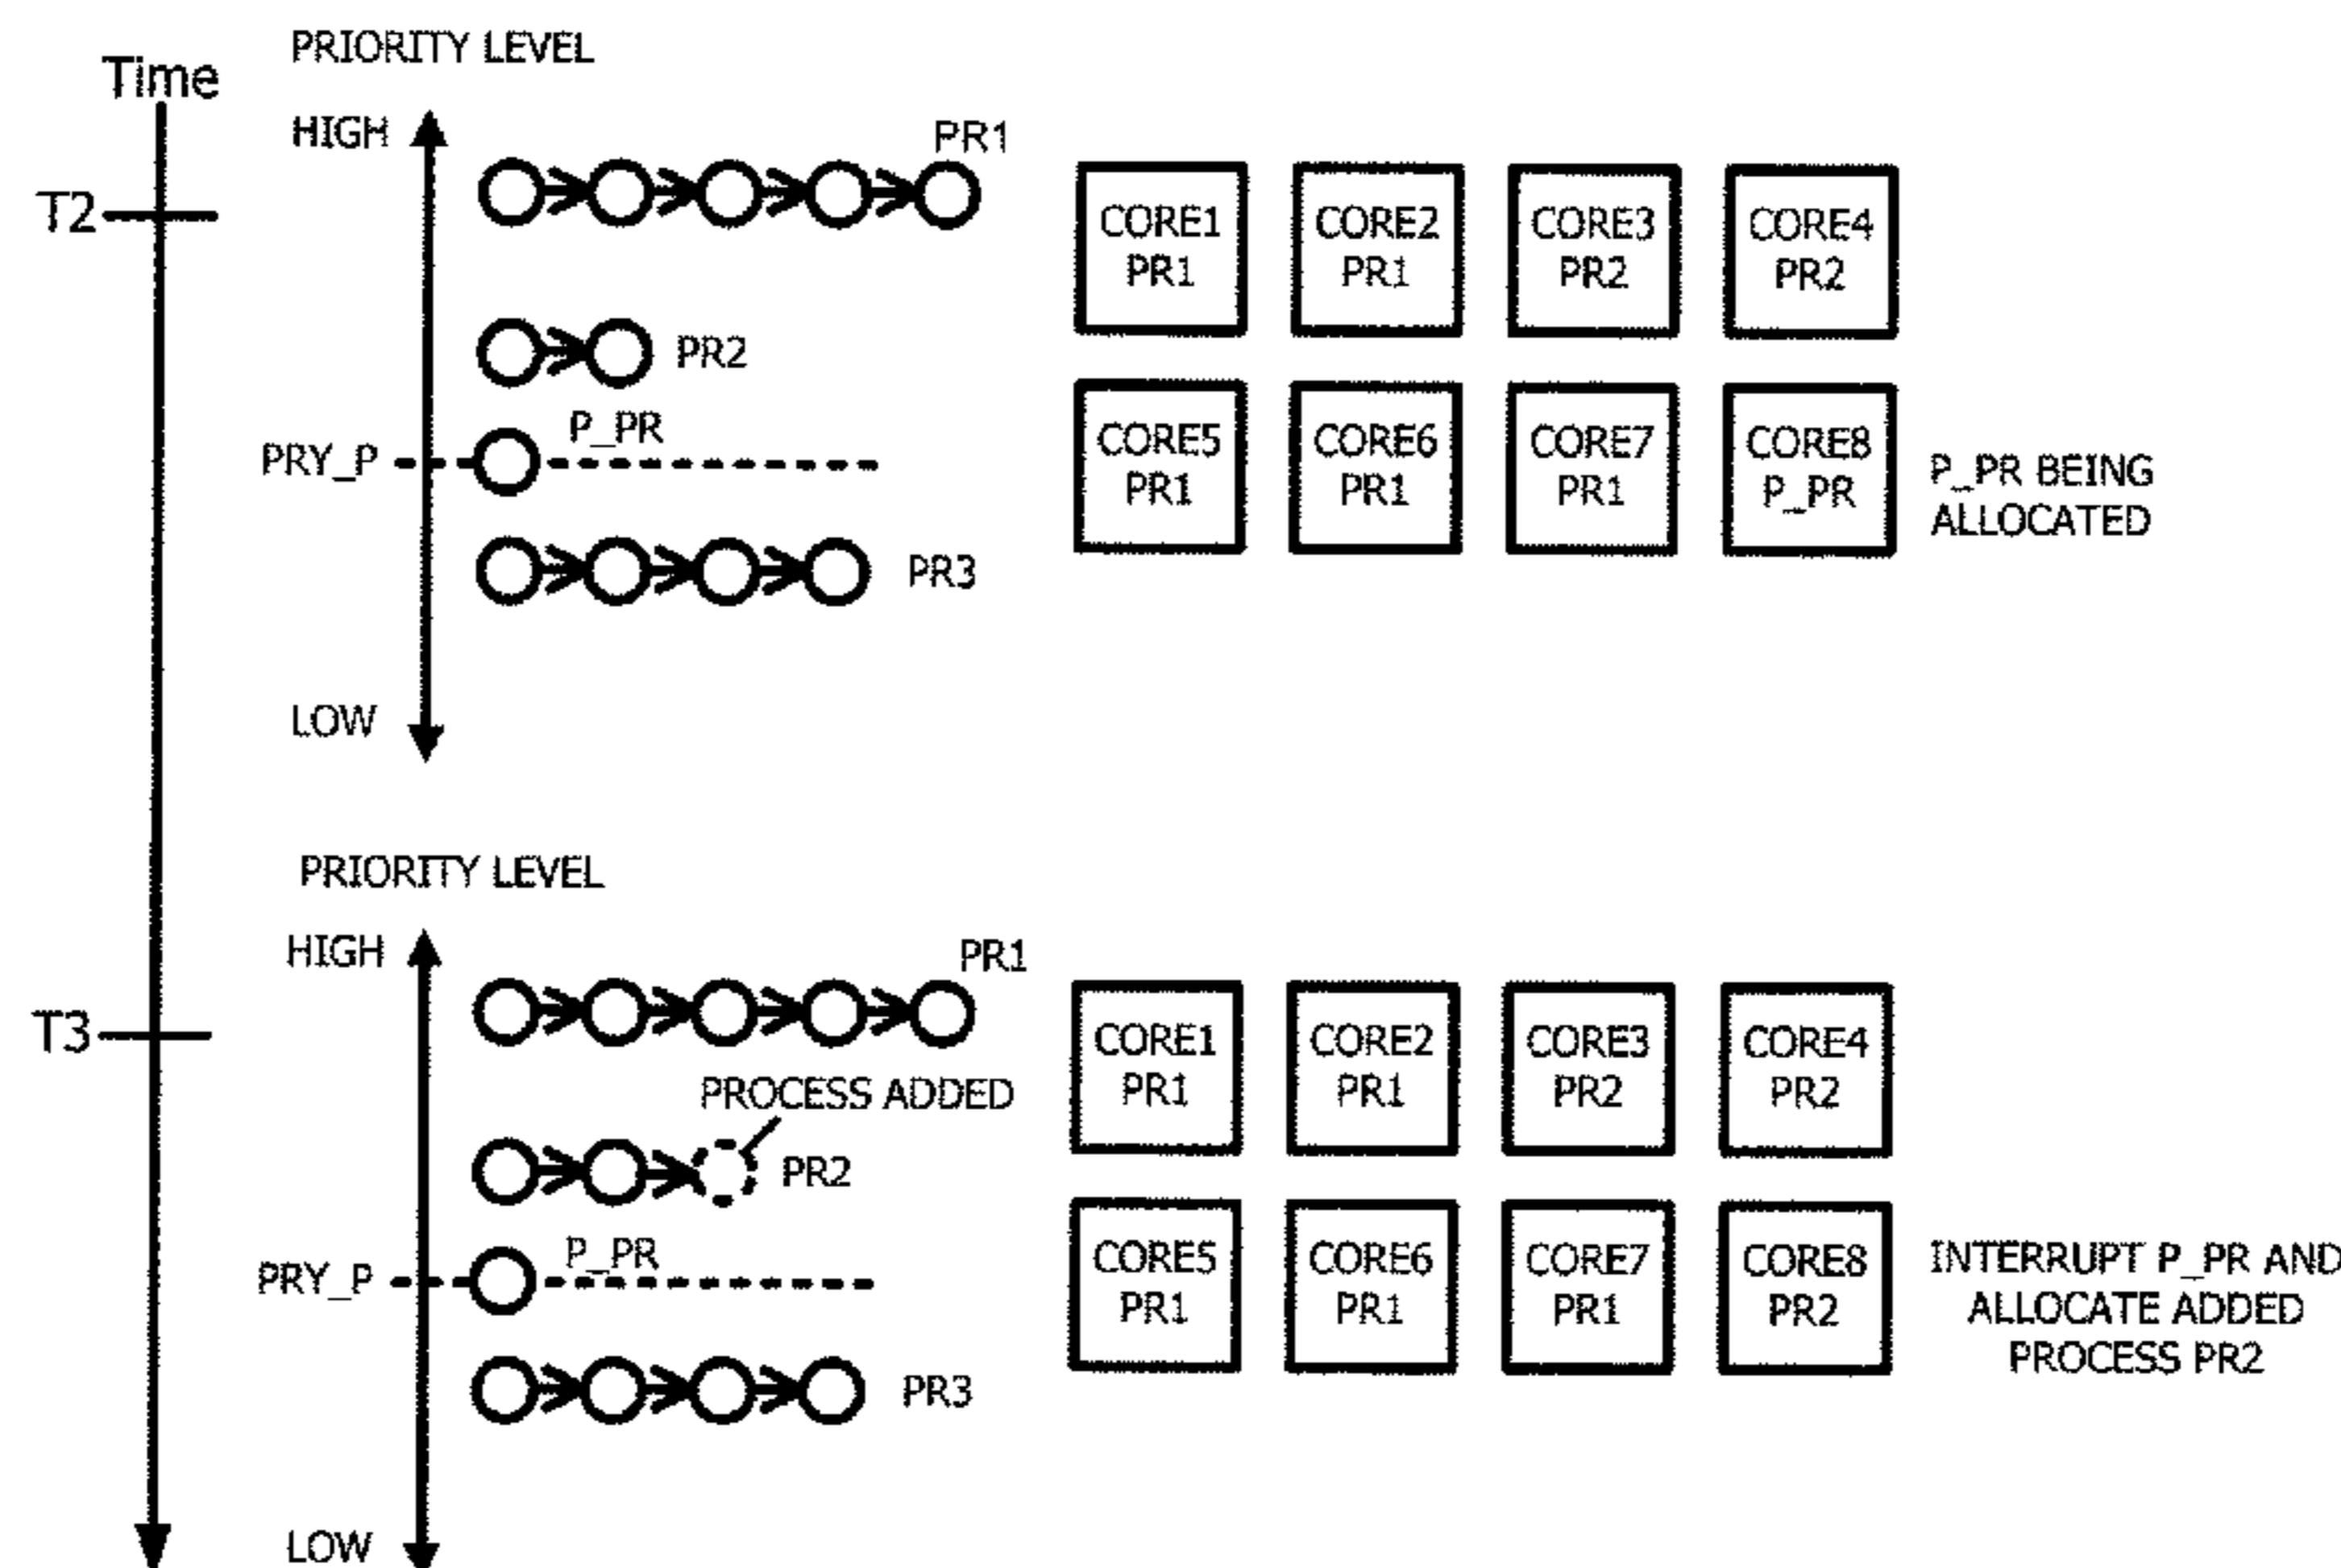 PRIORITY LEVEL
Time
HIGH
PR1
T2
CORE1
PR1
CORE2
PR1
CORE3
PR2
CORE4
PR2
PR2
P_PR
PRY_P
CORE5
PR1
CORE6
PR1
CORE7
PR1
CORE8
P_PR
P_PR BEING
ALLOCATED
PR3
LOW
PRIORITY LEVEL
HIGH
PR1
T3
CORE1
PR1
CORE2
PR1
CORE3
PR2
CORE4
PR2
PROCESS ADDED
PR2
P_PR
PRY_P
CORE5
PR1
CORE6
PR1
CORE7
PR1
CORE8
PR2
INTERRUPT P_PR AND
ALLOCATE ADDED
PROCESS PR2
PR3
LOW